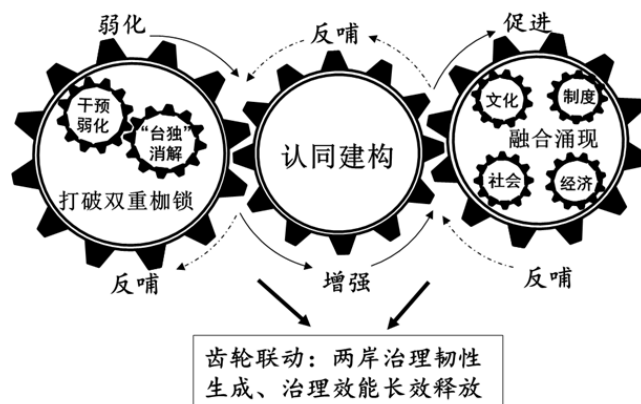 弱化
反哺
促进
干预
弱化
“台独”
消解
打破双重枷锁
认同建构
文化
制度
融合涌现
社会
经济
反哺
增强
反哺
齿轮联动：两岸治理韧性
生成、治理效能长效释放